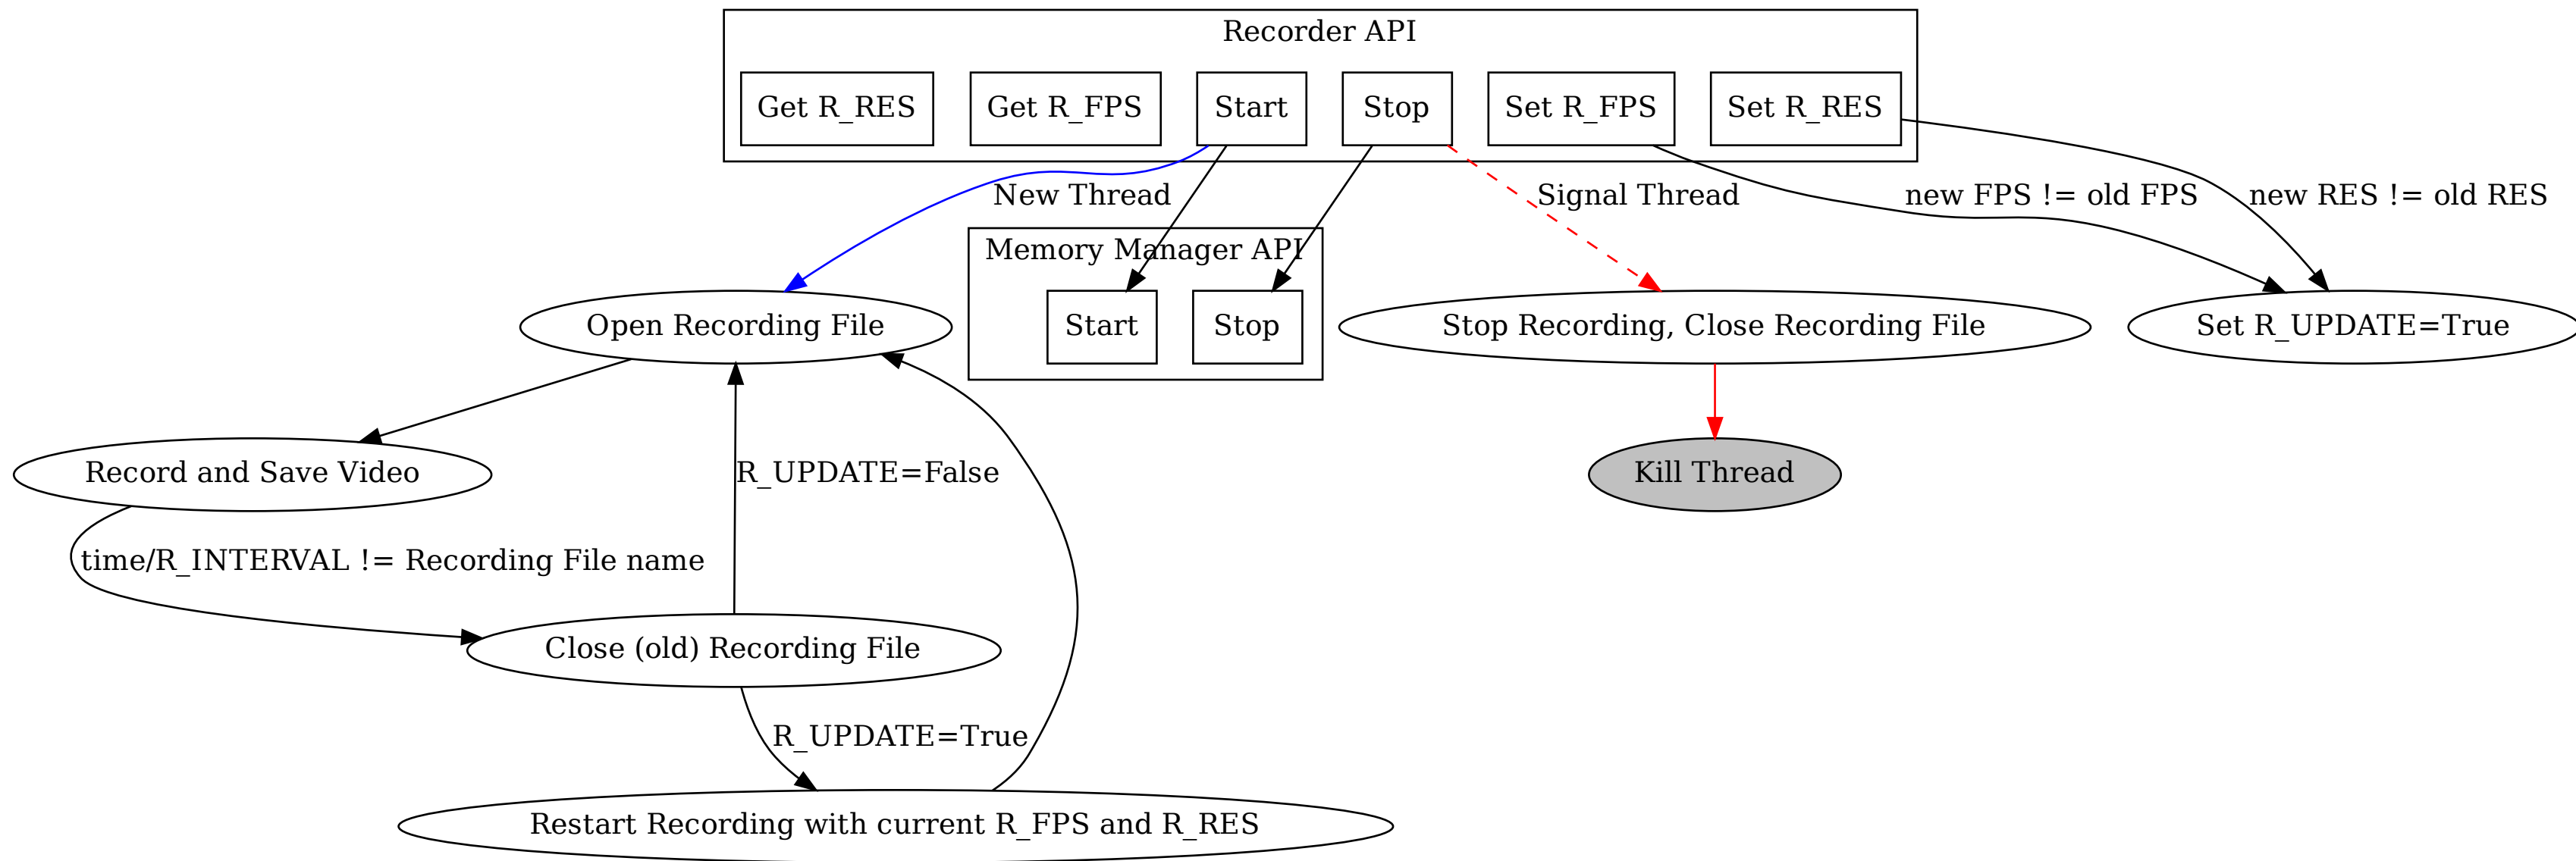 Recorder API
Get R_RES
Get R_FPS
Start
Stop
Set R_FPS
Set R_RES
New Thread
Signal Thread
new FPS != old FPS
new RES != old RES
Memory Manager API
Start
Stop
Open Recording File
Stop Recording, Close Recording File
Set R_UPDATE=True
Record and Save Video
R_UPDATE=False
Kill Thread
time/R_INTERVAL != Recording File name
Close (old) Recording File
R_UPDATE=True
Restart Recording with current R_FPS and R_RES